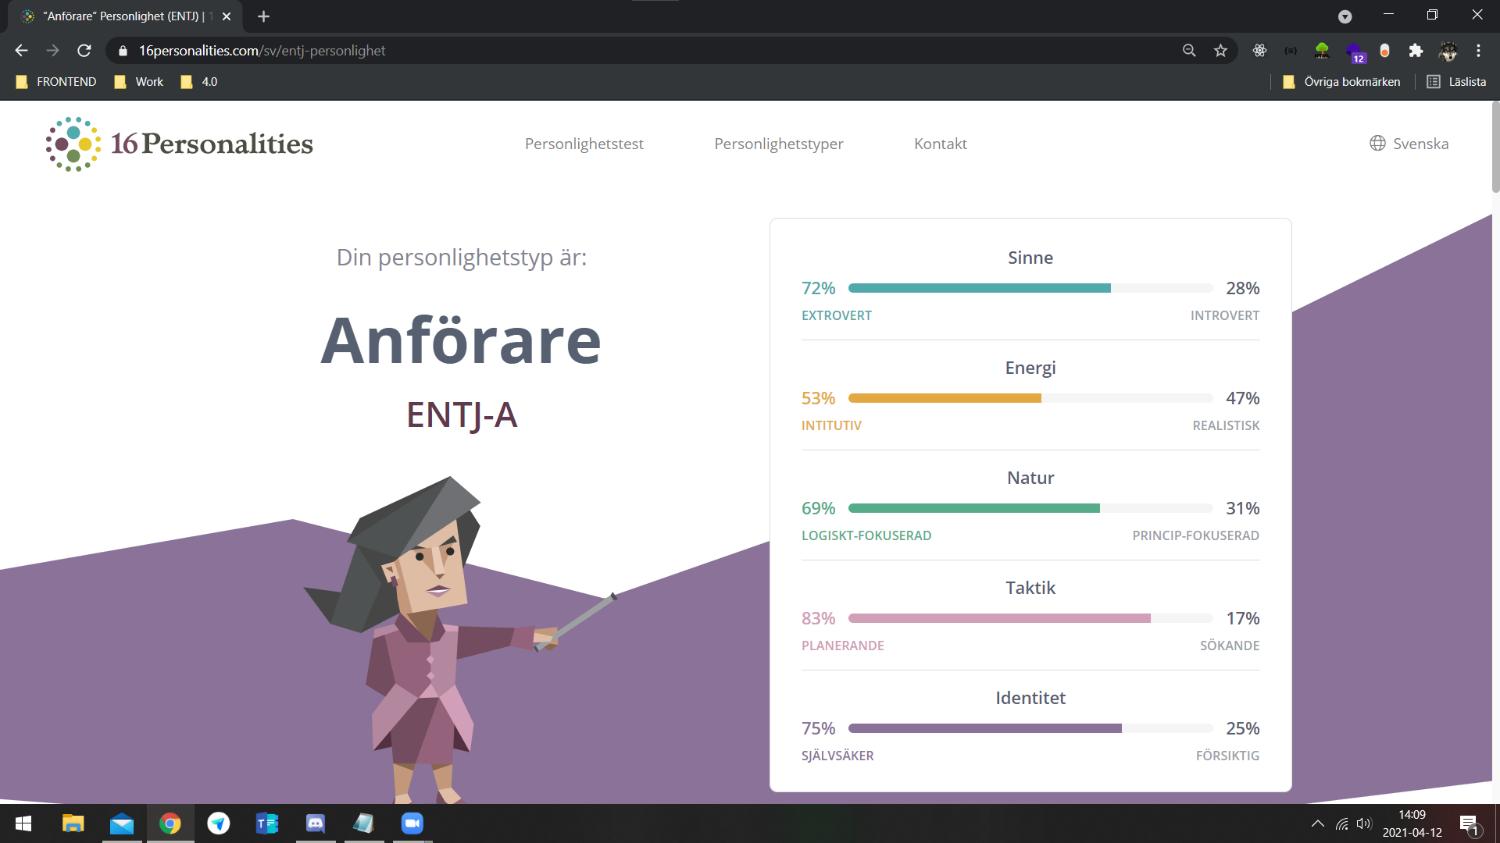 "Anförare" Personlighet (ENTJ) |
16personalities.com/sv/entj-personlighet
12
FRONTEND
Work
4.0
Övriga bokmärken
Läslista
16Personalities
Personlighetstest
Personlighetstyper
Kontakt
Svenska
Din personlighetstyp är:
Anförare
ENTJ-A
Sinne
72%
28%
EXTROVERT
INTROVERT
Energi
53%
47%
INTITUTIV
REALISTISK
Natur
69%
31%
LOGISKT-FOKUSERAD
PRINCIP-FOKUSERAD
Taktik
83%
17%
PLANERANDE
SÖKANDE
Identitet
75%
25%
SJÄLVSÄKER
FÖRSIKTIG
14:09
2021-04-12
1